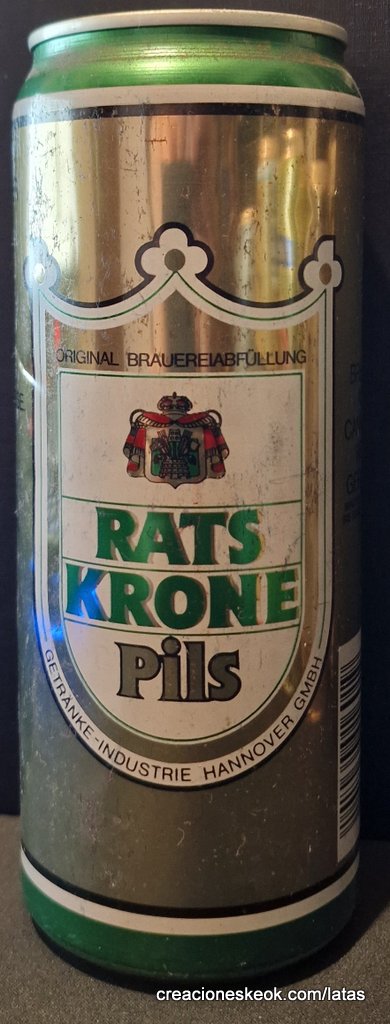 ORIGINAL BRAUEREIABFÜLLUNG
RATS
KRONE
Pils
GETRÄNKE-INDUSTRIE HANNOVER GMBH
creacioneskeok.com/latas